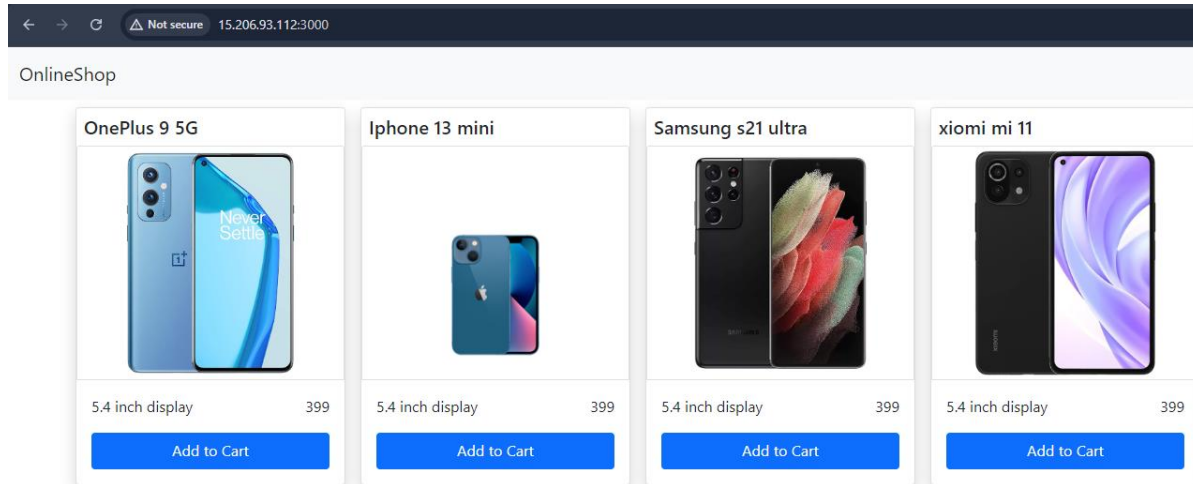 Not secure 15.206.93.112:3000
OnlineShop
OnePlus 9 5G
Iphone 13 mini
Samsung s21 ultra
xiomi mi 11
Never
Settle
SAMSUNG
xiaomi
5.4 inch display 399
5.4 inch display 399
5.4 inch display 399
5.4 inch display 399
Add to Cart
Add to Cart
Add to Cart
Add to Cart